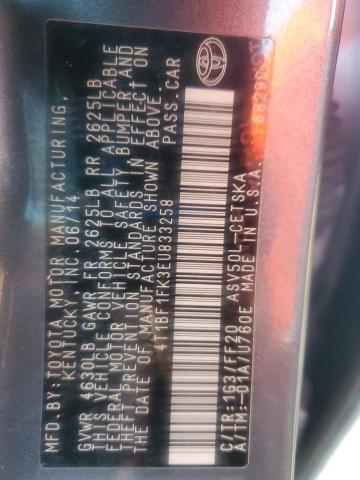 MFD. BY: TOYOTA MOTOR MANUFACTURING,
KENTUCKY, INC. 06/14
GVWR 4630LB GAWR FR 2625LB RR 2625LB
THIS VEHICLE CONFORMS TO ALL APPLICABLE
FEDERAL MOTOR VEHICLE SAFETY, BUMPER, AND
THEFT PREVENTION STANDARDS IN EFFECT ON
THE DATE OF MANUFACTURE SHOWN ABOVE.
4T1BF1FK3EU833258 PASS. CAR
C/TR: 1G3/FF20 ASV50L-CETSKA
A/TM: -01A/U760E MADE IN U.S.A.
TOYOTA